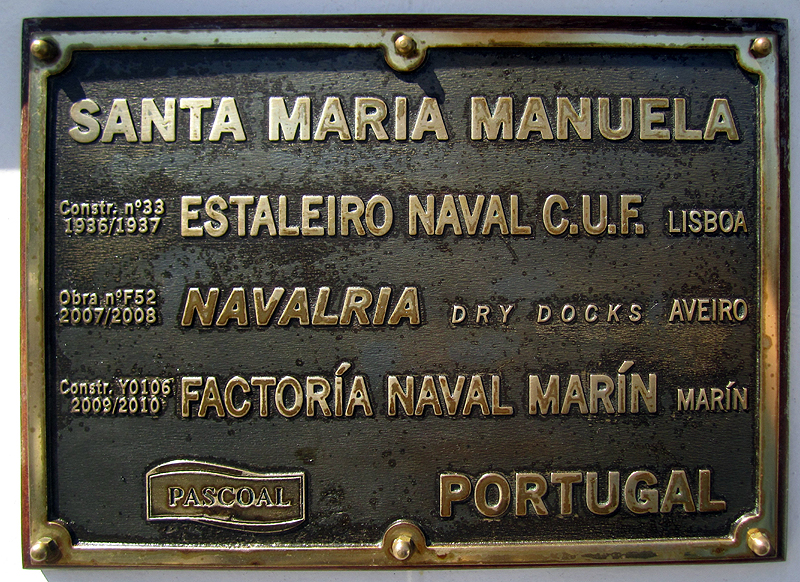 SANTA MARIA MANUELA
Constr. nº33
1936/1937
ESTALEIRO NAVAL C.U.F. LISBOA
Obra nºF52
2007/2008
NAVALRIA DRY DOCKS AVEIRO
Constr. Y0106
2009/2010
FACTORÍA NAVAL MARÍN MARÍN
PASCOAL
PORTUGAL